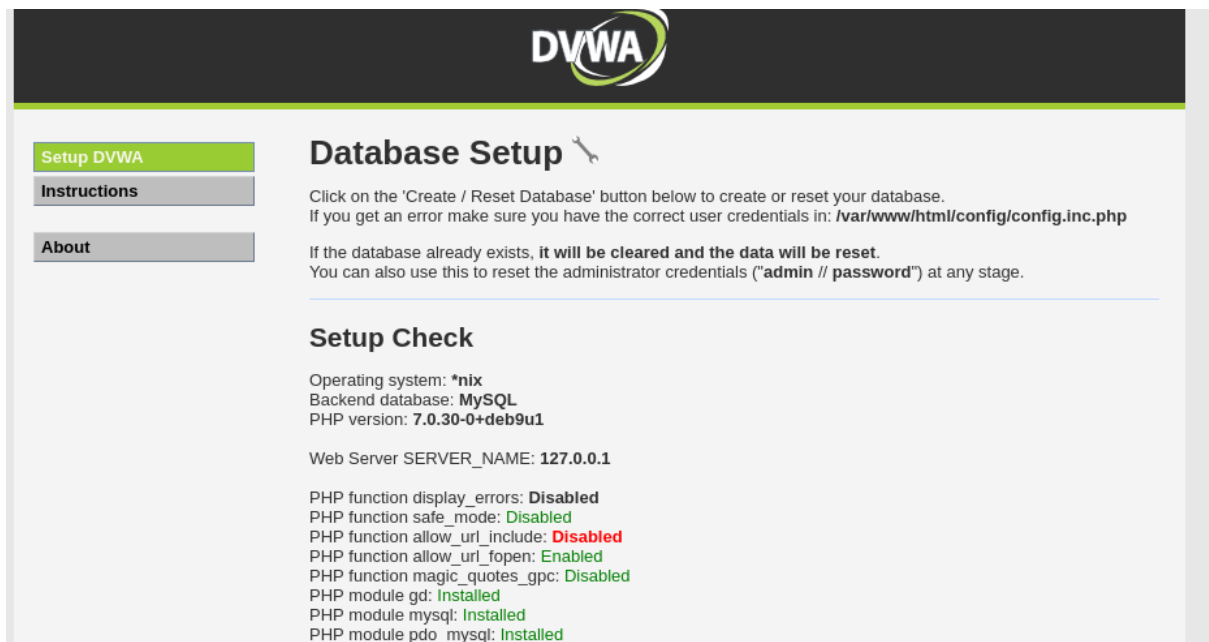 DVWA
Setup DVWA
Instructions
About
Database Setup
Click on the 'Create / Reset Database' button below to create or reset your database.
If you get an error make sure you have the correct user credentials in: /var/www/html/config/config.inc.php
If the database already exists, it will be cleared and the data will be reset.
You can also use this to reset the administrator credentials ("admin // password") at any stage.
Setup Check
Operating system: *nix
Backend database: MySQL
PHP version: 7.0.30-0+deb9u1
Web Server SERVER_NAME: 127.0.0.1
PHP function display_errors: Disabled
PHP function safe_mode: Disabled
PHP function allow_url_include: Disabled
PHP function allow_url_fopen: Enabled
PHP function magic_quotes_gpc: Disabled
PHP module gd: Installed
PHP module mysql: Installed
PHP module pdo_mysql: Installed